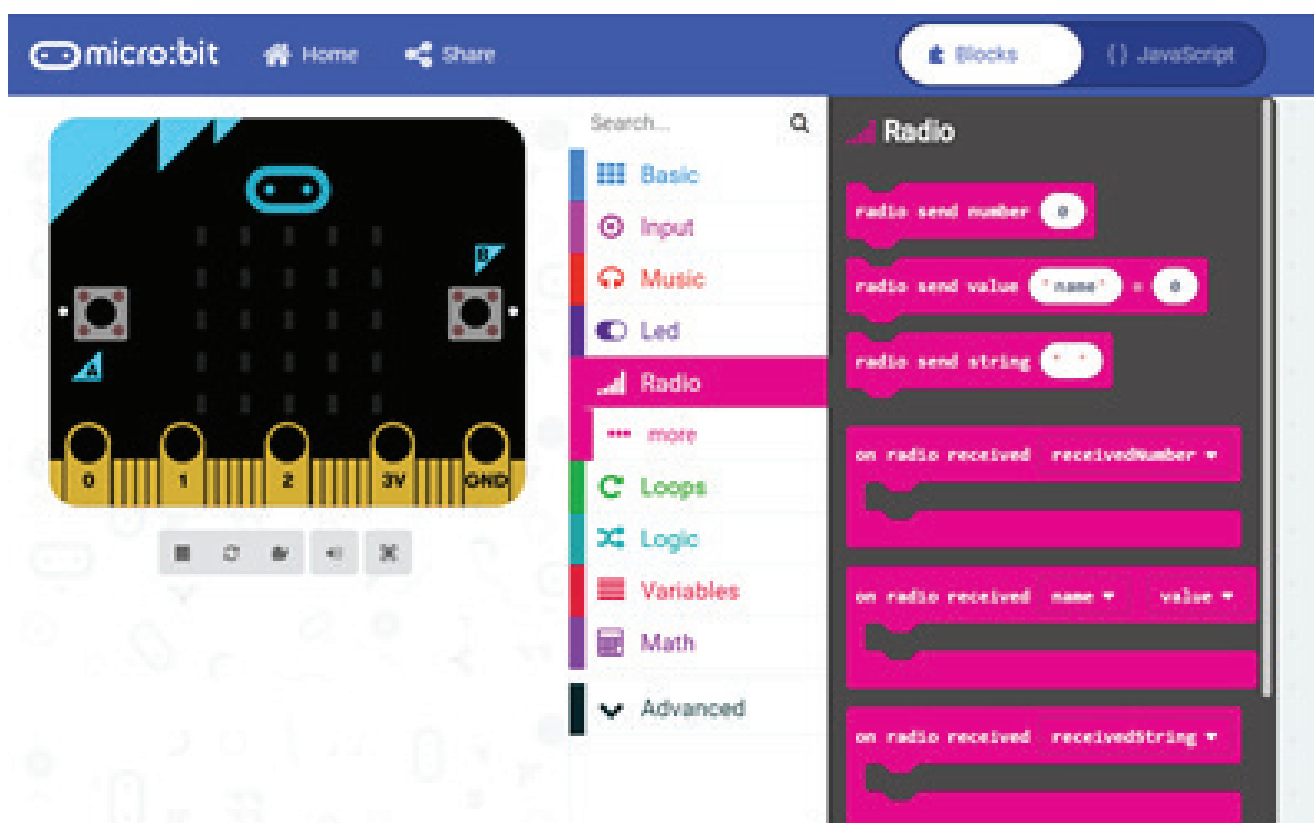 micro:bit Home Share Blocks {} JavaScript
B
A
0 1 2 3V GND
Search...
Basic
Input
Music
Led
Radio
more
Loops
Logic
Variables
Math
Advanced
Radio
radio send number 0
radio send value "name" = 0
radio send string " "
on radio received receivedNumber
on radio received name value
on radio received receivedString